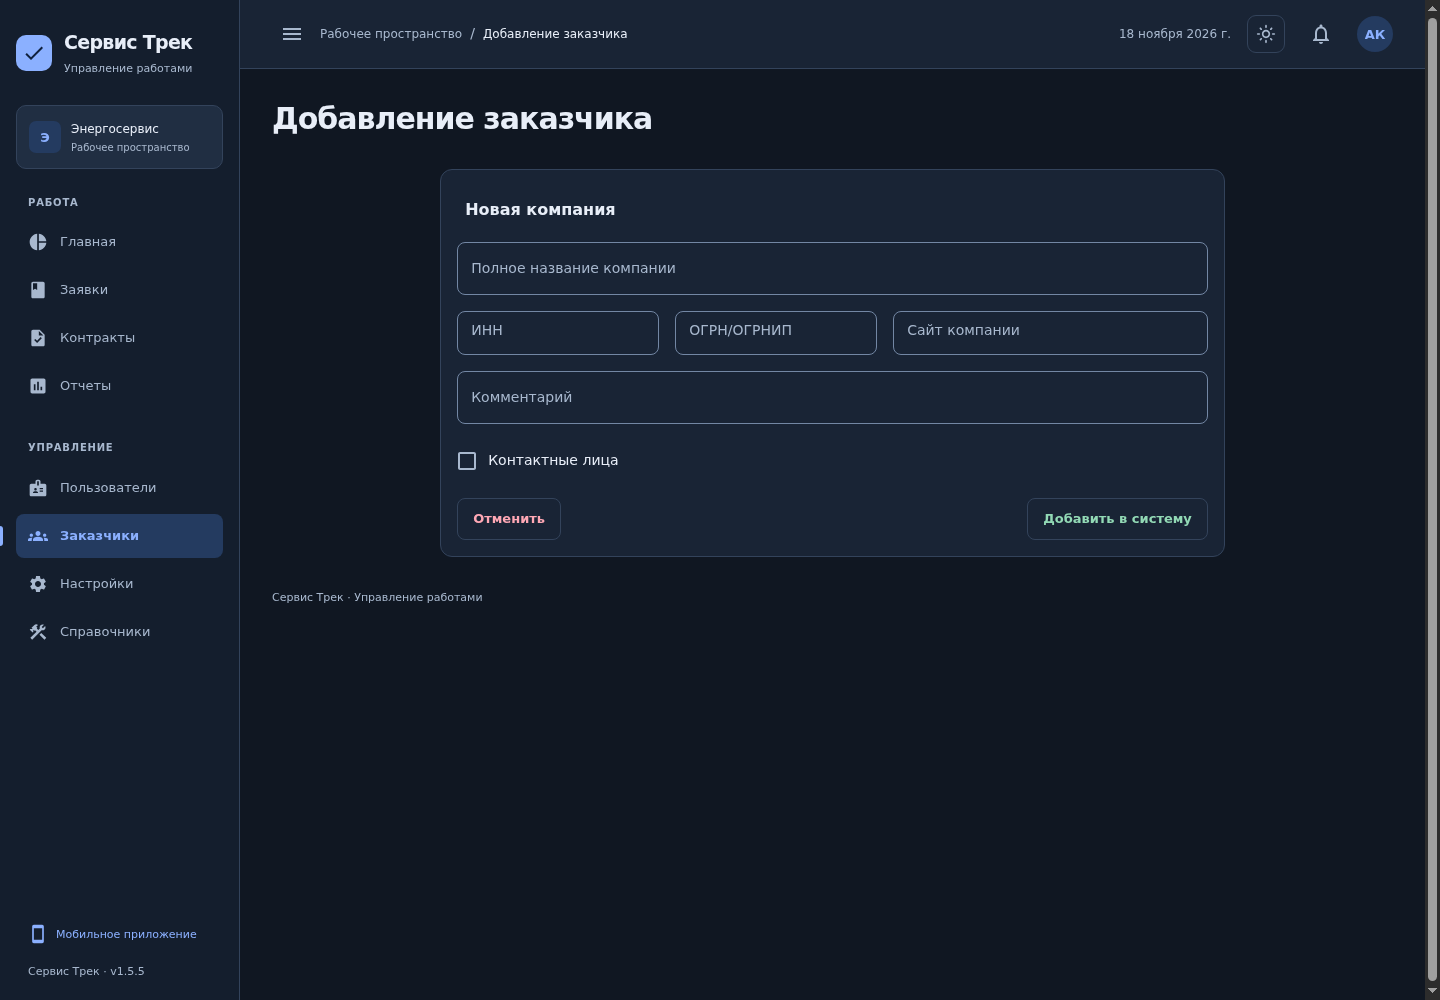 Сервис Трек
Управление работами
Э
Энергосервис
Рабочее пространство
РАБОТА
Главная
Заявки
Контракты
Отчеты
УПРАВЛЕНИЕ
Пользователи
Заказчики
Настройки
Справочники
Мобильное приложение
Сервис Трек · v1.5.5
Рабочее пространство / Добавление заказчика
18 ноября 2026 г.
АК
Добавление заказчика
Новая компания
Полное название компании
ИНН
ОГРН/ОГРНИП
Сайт компании
Комментарий
Контактные лица
Отменить
Добавить в систему
Сервис Трек · Управление работами